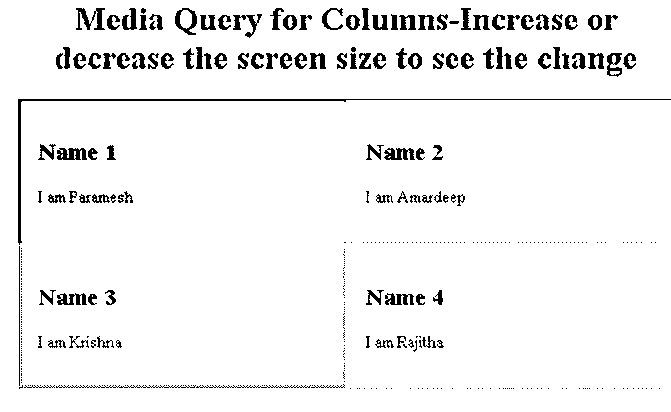 Media Query for Columns-Increase or
decrease the screen size to see the change
Name 1
Name 2
I am Paramesh
I am Amardeep
Name 3
Name 4
I am Krishna
I am Rajitha